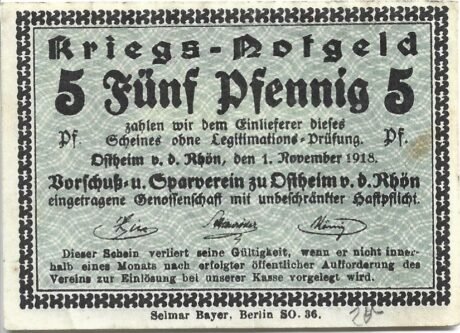 Kriegs-Notgeld
5 Fünf Pfennig 5
Pf. zahlen wir dem Einlieferer dieses Pf.
Scheines ohne Legitimations-Prüfung.
Ostheim v. d. Rhön, den 1. November 1918.
Vorschuß- u. Sparverein zu Ostheim v. d. Rhön
eingetragene Genossenschaft mit unbeschränkter Haftpflicht.
Dieser Schein verliert seine Gültigkeit, wenn er nicht inner-
halb eines Monats nach erfolgter öffentlicher Aufforderung des
Vereins zur Einlösung bei unserer Kasse vorgelegt wird.
Selmar Bayer, Berlin SO. 36.